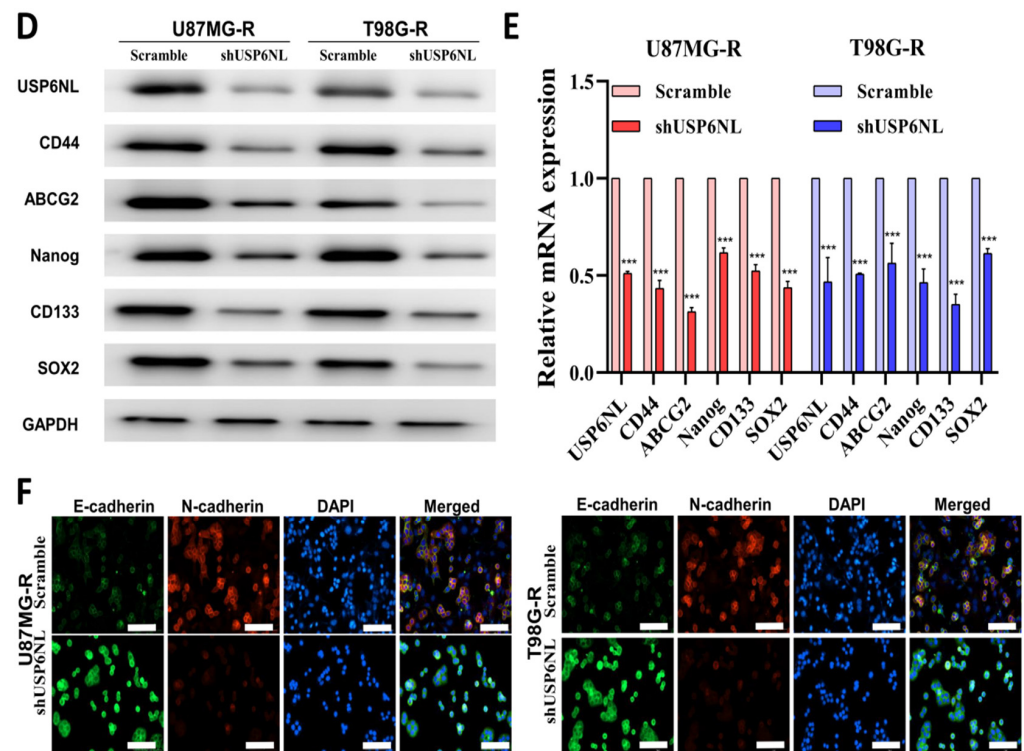 D
U87MG-R T98G-R
Scramble shUSP6NL Scramble shUSP6NL
USP6NL
CD44
ABCG2
Nanog
CD133
SOX2
GAPDH
E
U87MG-R T98G-R
Scramble Scramble
shUSP6NL shUSP6NL
Relative mRNA expression
1.5
1.0
0.5
0.0
*** *** *** *** *** *** *** *** *** *** *** ***
USP6NL CD44 ABCG2 Nanog CD133 SOX2 USP6NL CD44 ABCG2 Nanog CD133 SOX2
F
E-cadherin N-cadherin DAPI Merged
U87MG-R
Scramble
shUSP6NL
E-cadherin N-cadherin DAPI Merged
T98G-R
Scramble
shUSP6NL